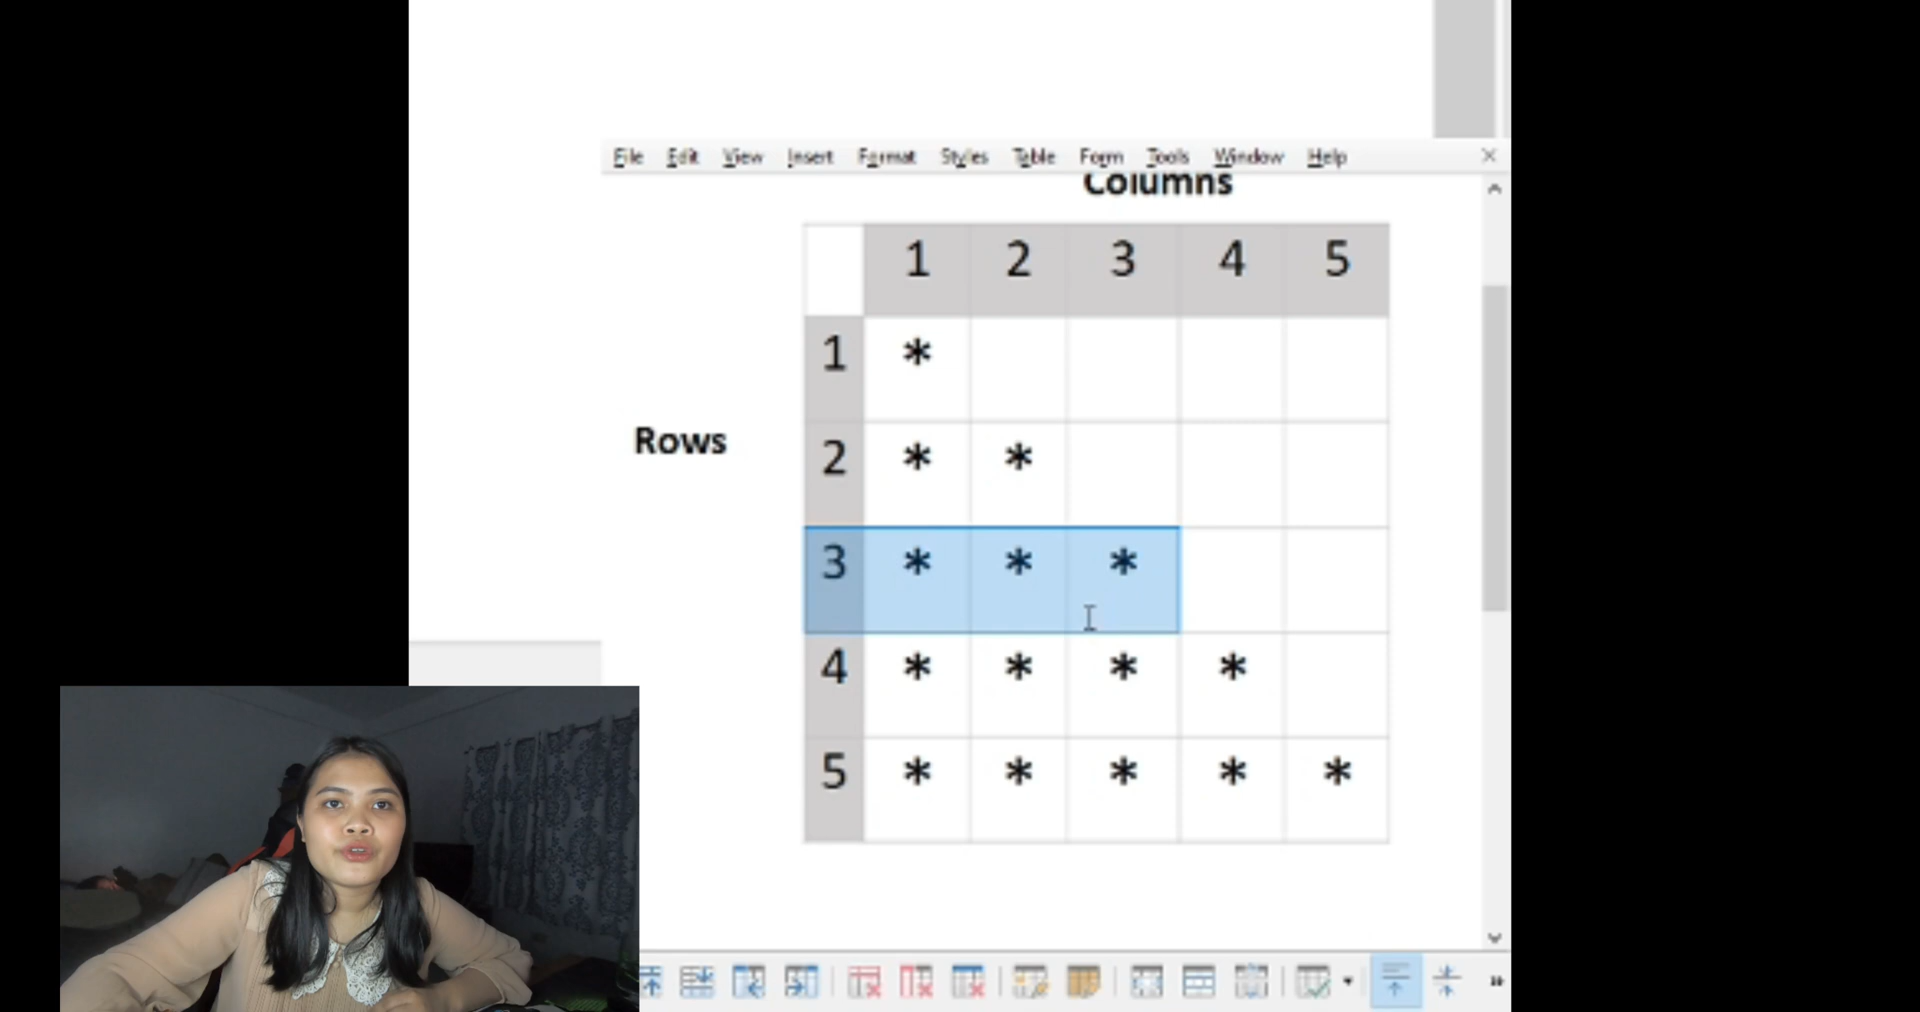 File Edit View Insert Format Styles Table Form Tools Window Help
Columns
1 2 3 4 5
1 *
Rows
2 * *
3 * * *
4 * * * *
5 * * * * *